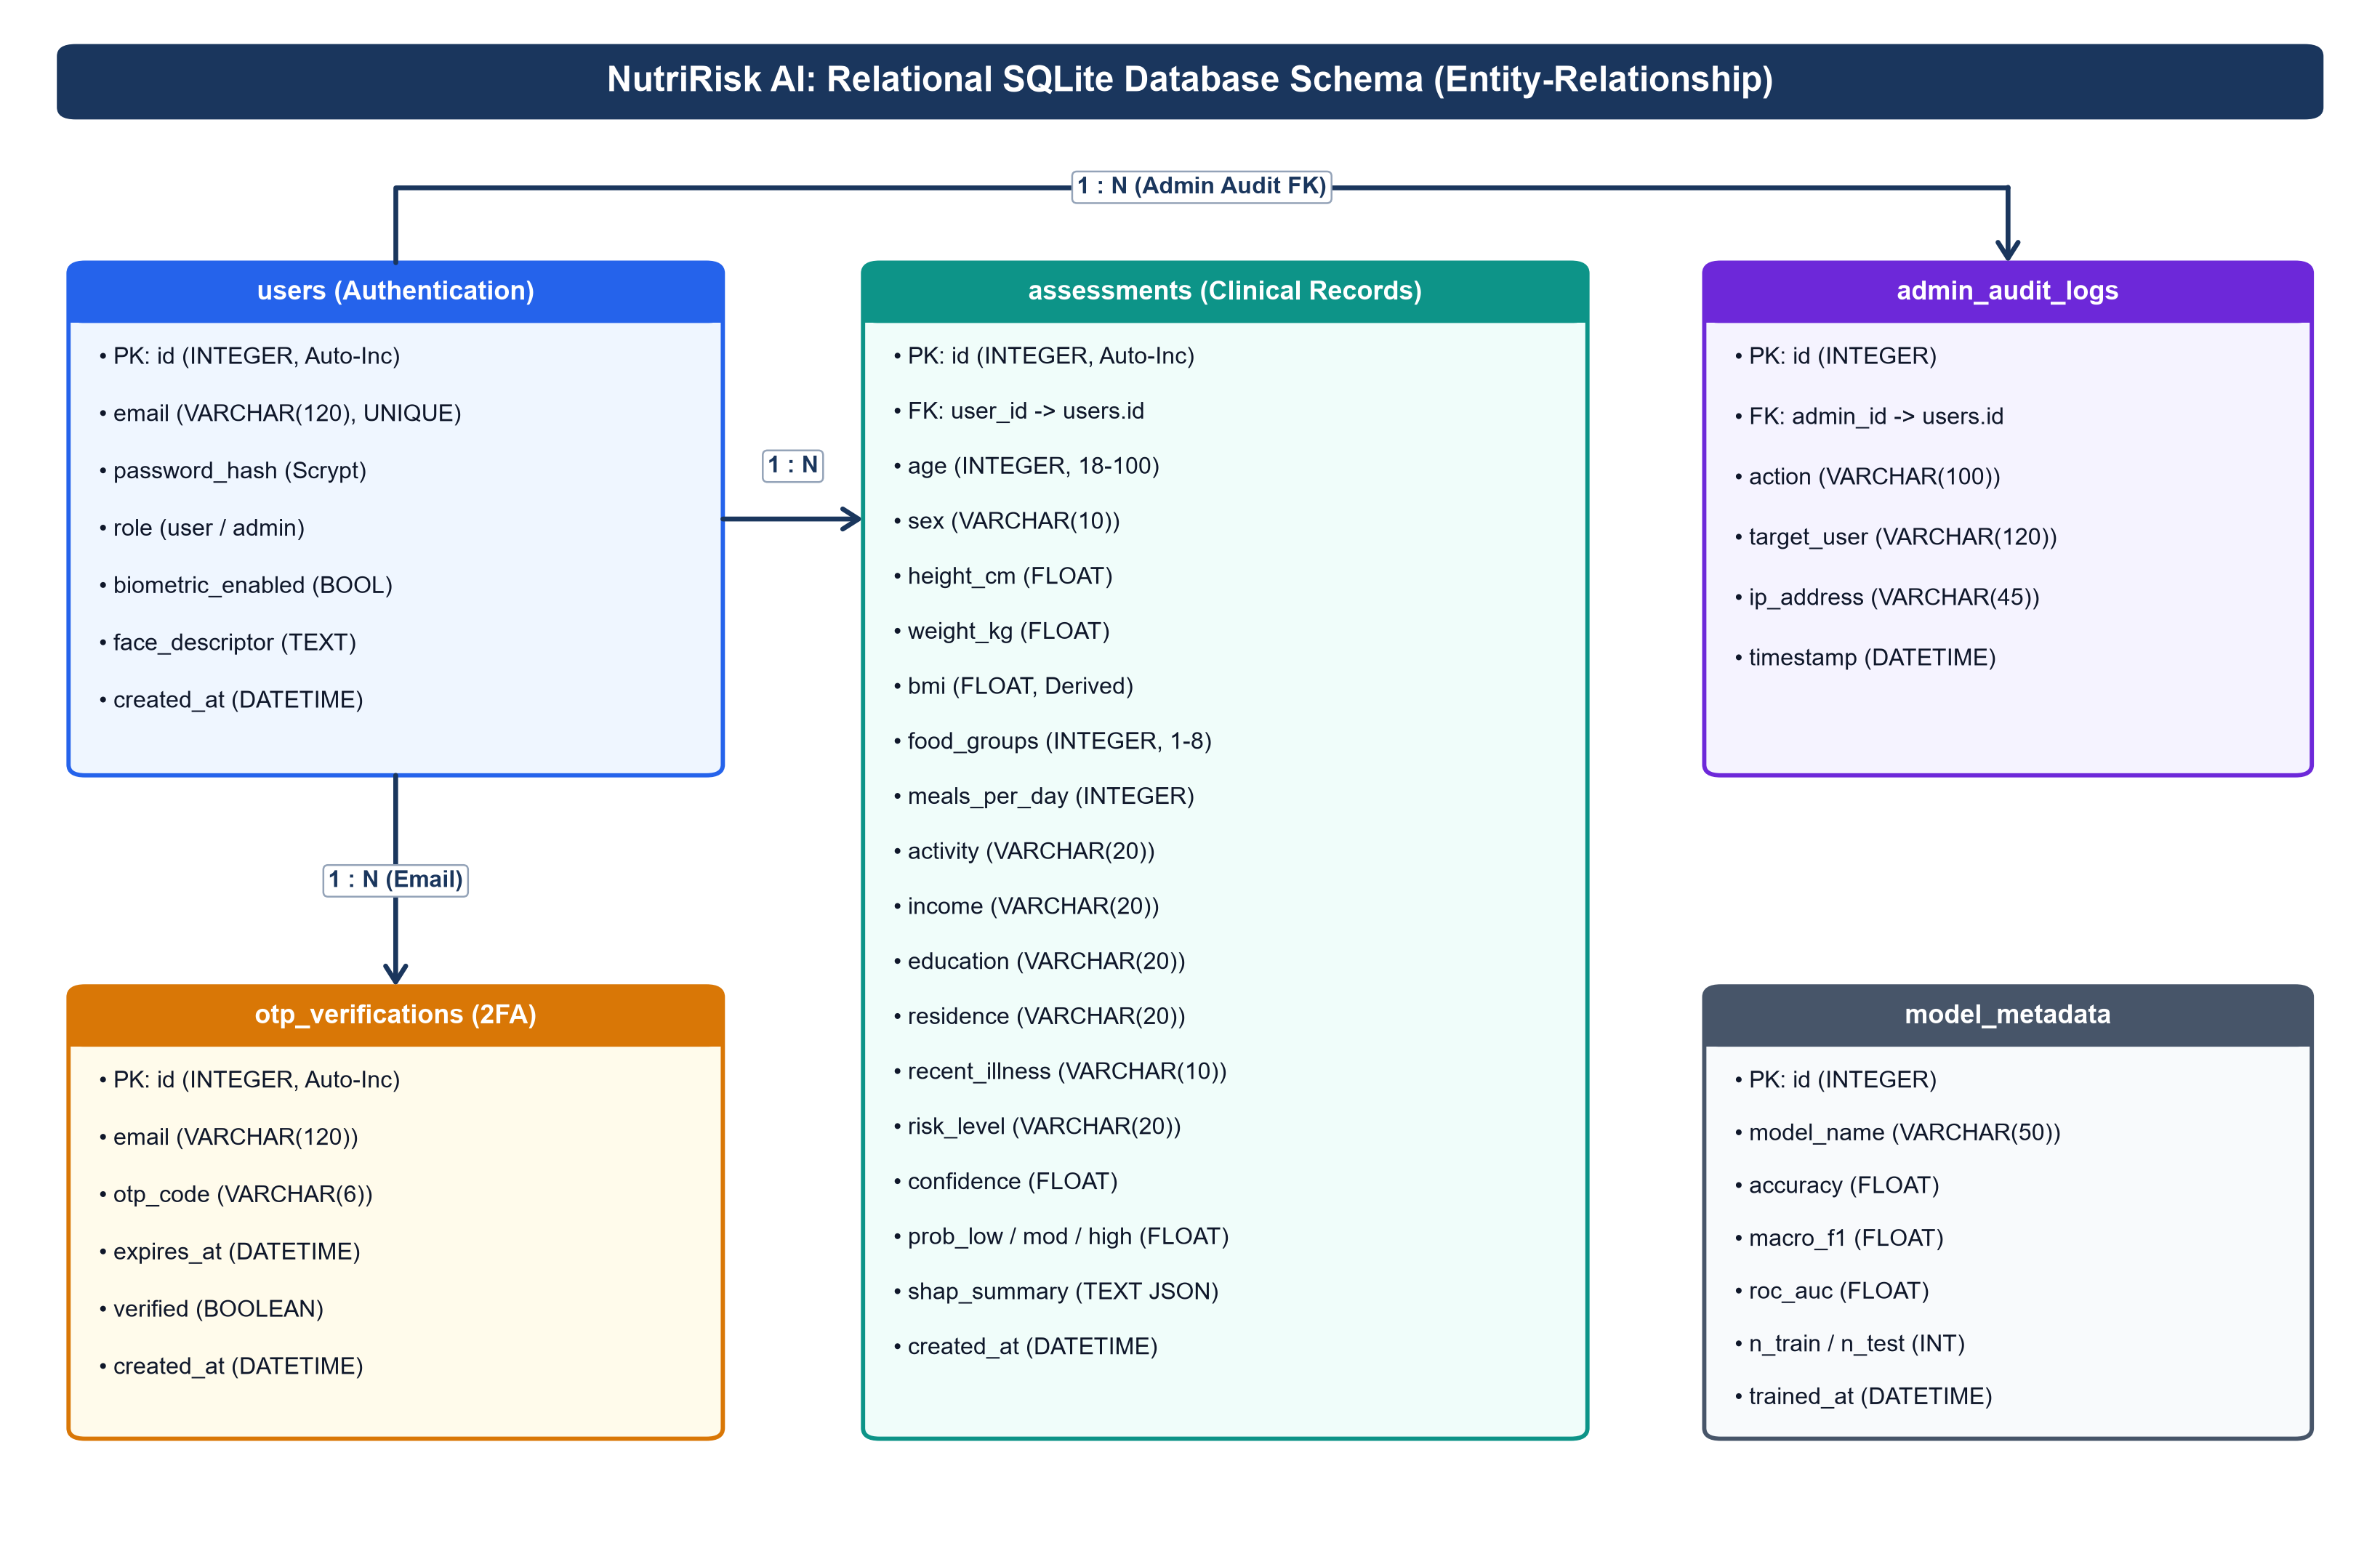 NutriRisk AI: Relational SQLite Database Schema (Entity-Relationship)
1 : N (Admin Audit FK)
users (Authentication)
• PK: id (INTEGER, Auto-Inc)
• email (VARCHAR(120), UNIQUE)
• password_hash (Scrypt)
• role (user / admin)
• biometric_enabled (BOOL)
• face_descriptor (TEXT)
• created_at (DATETIME)
1 : N
assessments (Clinical Records)
• PK: id (INTEGER, Auto-Inc)
• FK: user_id -> users.id
• age (INTEGER, 18-100)
• sex (VARCHAR(10))
• height_cm (FLOAT)
• weight_kg (FLOAT)
• bmi (FLOAT, Derived)
• food_groups (INTEGER, 1-8)
• meals_per_day (INTEGER)
• activity (VARCHAR(20))
• income (VARCHAR(20))
• education (VARCHAR(20))
• residence (VARCHAR(20))
• recent_illness (VARCHAR(10))
• risk_level (VARCHAR(20))
• confidence (FLOAT)
• prob_low / mod / high (FLOAT)
• shap_summary (TEXT JSON)
• created_at (DATETIME)
admin_audit_logs
• PK: id (INTEGER)
• FK: admin_id -> users.id
• action (VARCHAR(100))
• target_user (VARCHAR(120))
• ip_address (VARCHAR(45))
• timestamp (DATETIME)
1 : N (Email)
otp_verifications (2FA)
• PK: id (INTEGER, Auto-Inc)
• email (VARCHAR(120))
• otp_code (VARCHAR(6))
• expires_at (DATETIME)
• verified (BOOLEAN)
• created_at (DATETIME)
model_metadata
• PK: id (INTEGER)
• model_name (VARCHAR(50))
• accuracy (FLOAT)
• macro_f1 (FLOAT)
• roc_auc (FLOAT)
• n_train / n_test (INT)
• trained_at (DATETIME)